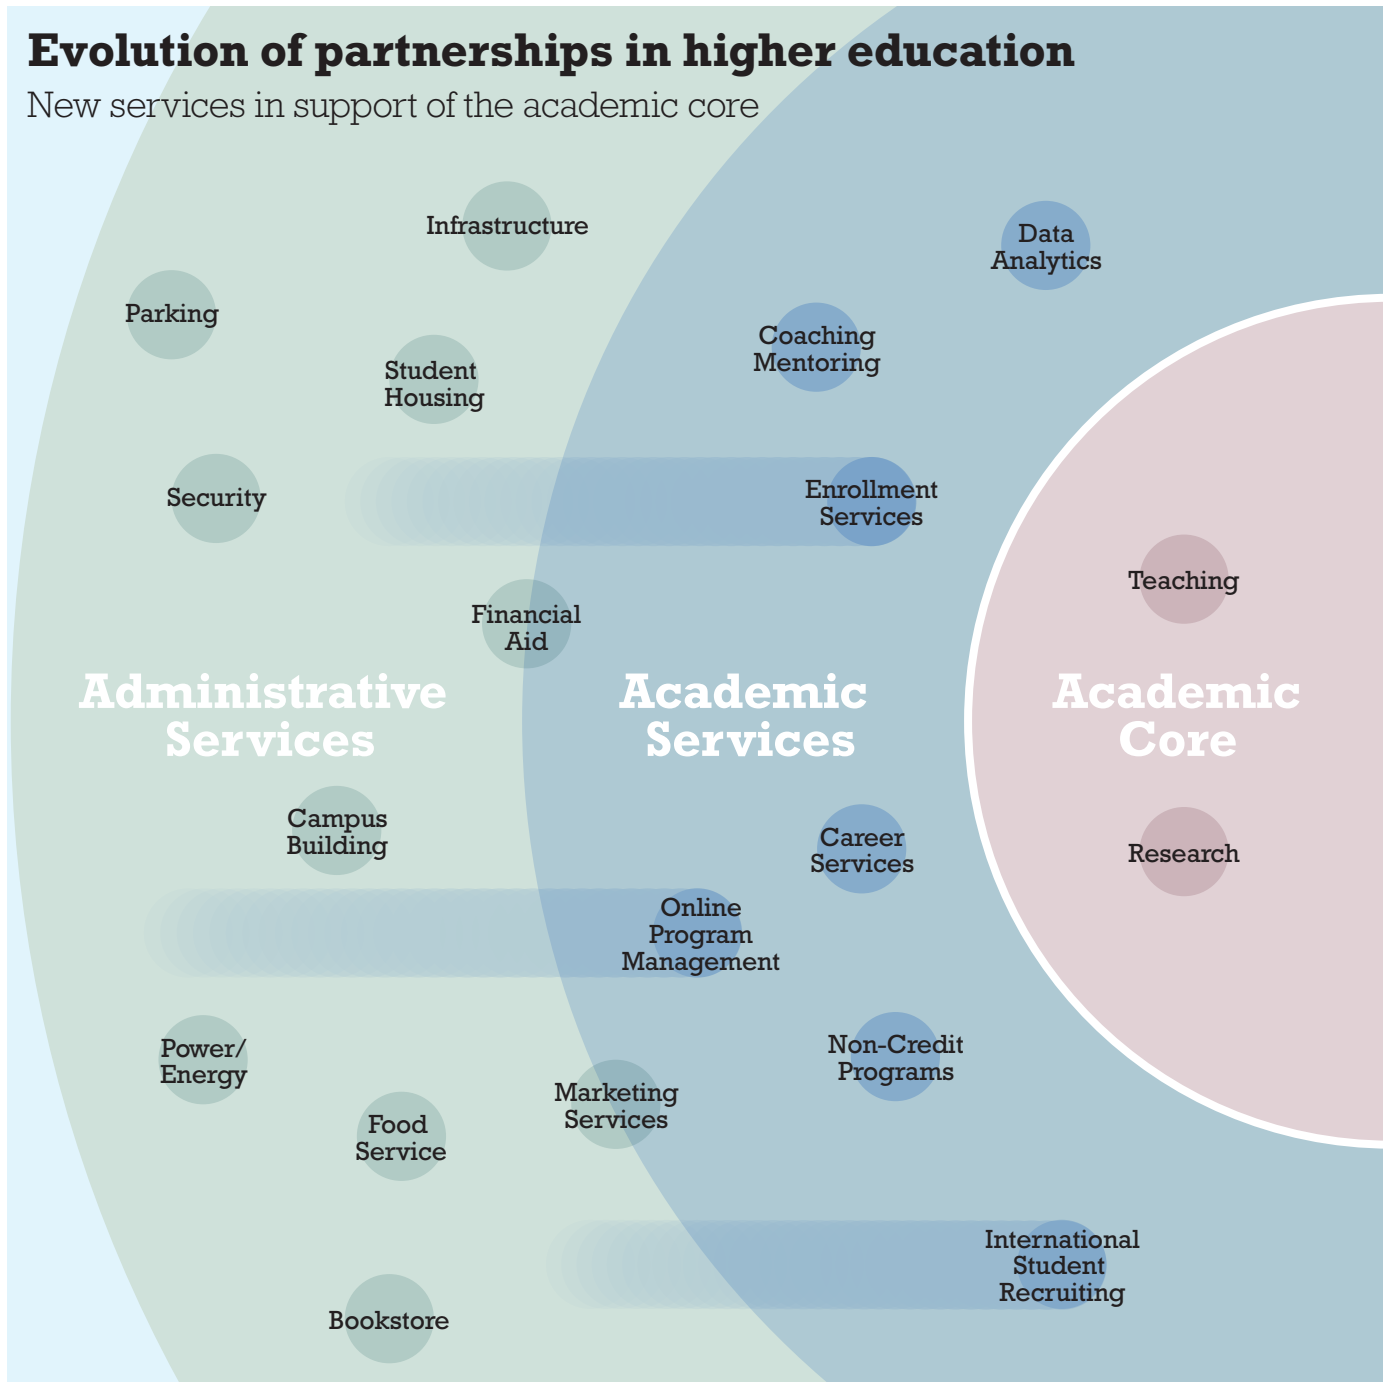 Evolution of partnerships in higher education
New services in support of the academic core
Infrastructure
Data
Analytics
Parking
Coaching
Mentoring
Student
Housing
Security
Enrollment
Services
Teaching
Financial
Aid
Administrative
Services
Academic
Services
Academic
Core
Campus
Building
Career
Services
Research
Online
Program
Management
Power/
Energy
Non-Credit
Programs
Marketing
Services
Food
Service
International
Student
Recruiting
Bookstore